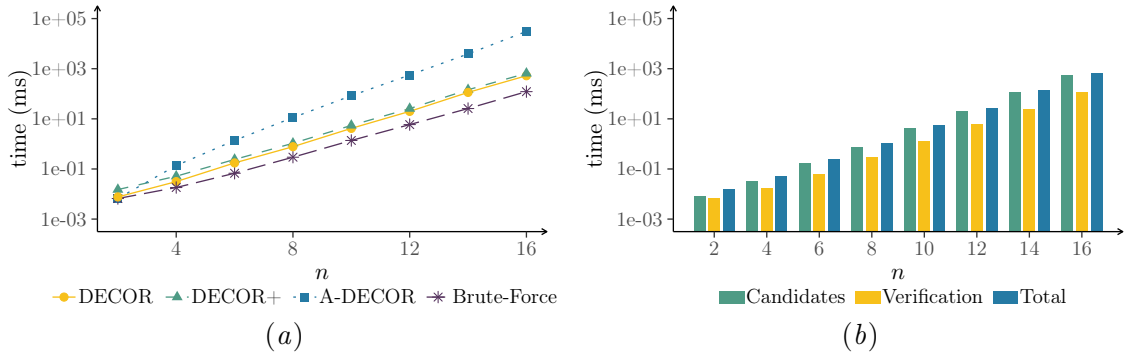 1e+05
1e+03
1e+01
1e-01
1e-03
time (ms)
4 8 12 16
n
DECOR DECOR+ A-DECOR Brute-Force
(a)
1e+05
1e+03
1e+01
1e-01
1e-03
time (ms)
2 4 6 8 10 12 14 16
n
Candidates Verification Total
(b)